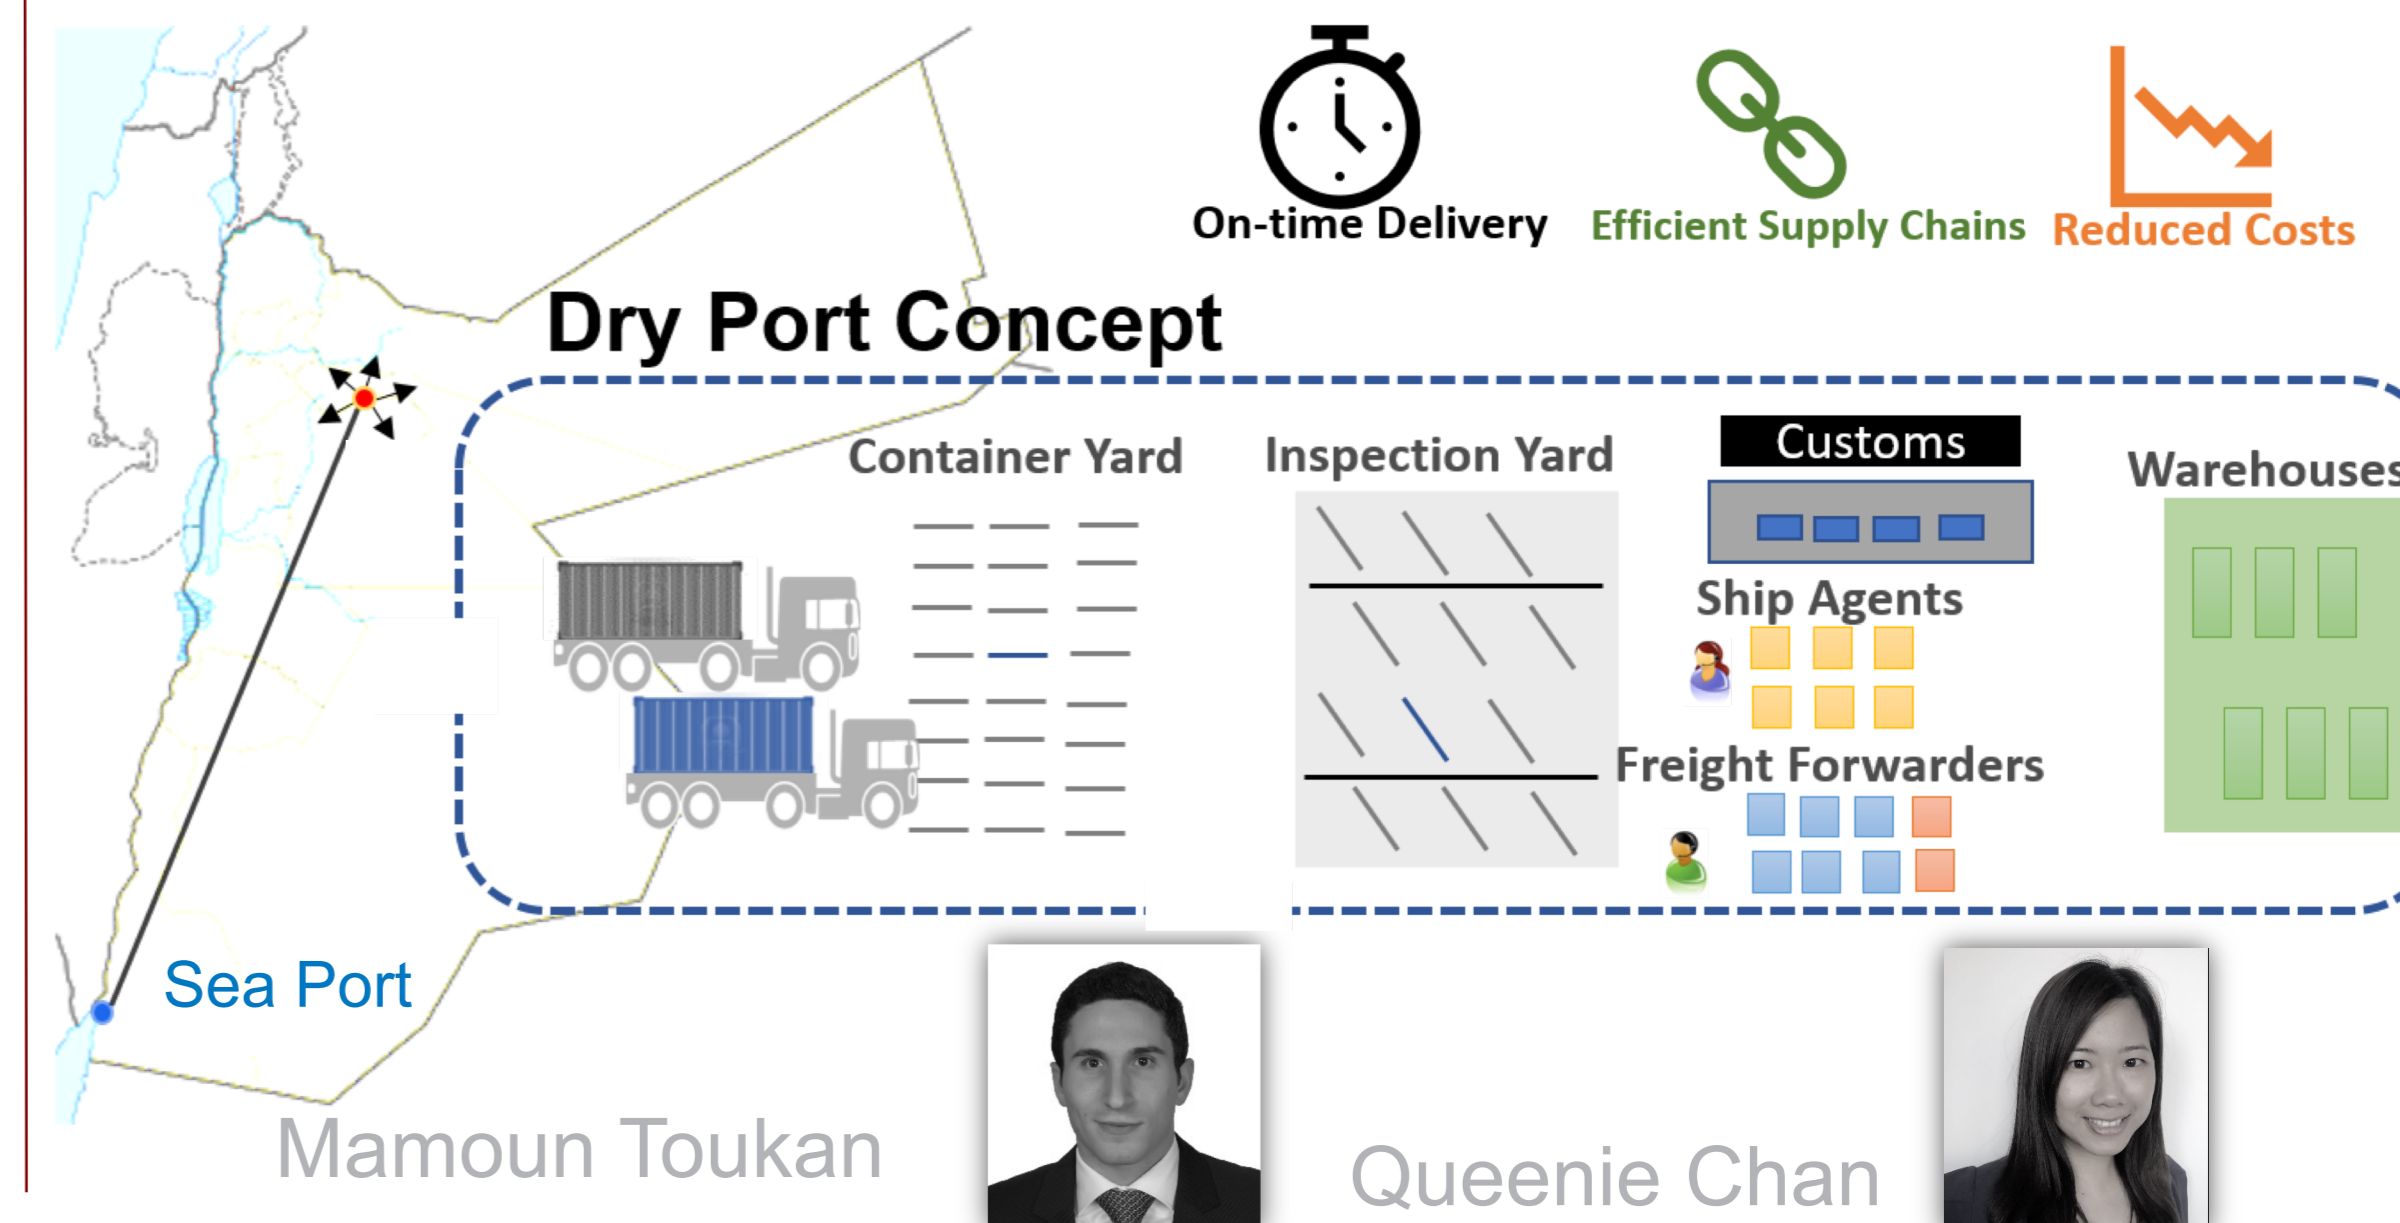 On-time Delivery
Efficient Supply Chains
Reduced Costs
Dry Port Concept
Container Yard
Inspection Yard
Customs
Warehouses
Ship Agents
Freight Forwarders
Sea Port
Mamoun Toukan
Queenie Chan